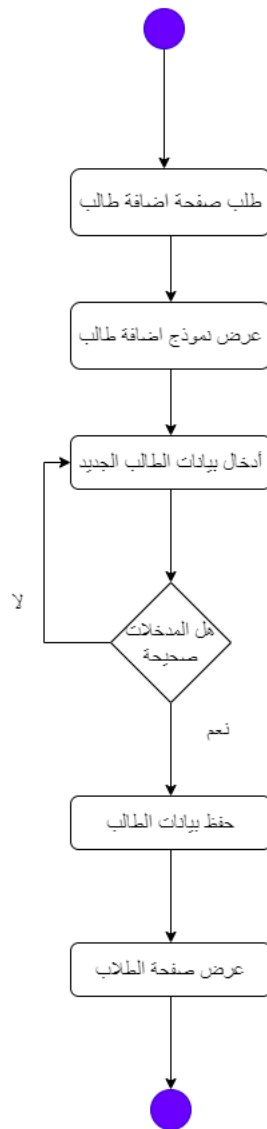 طلب صفحة اضافة طالب
عرض نموذج اضافة طالب
أدخال بيانات الطالب الجديد
هل المدخلات
صحيحة
لا
نعم
حفظ بيانات الطالب
عرض صفحة الطلاب